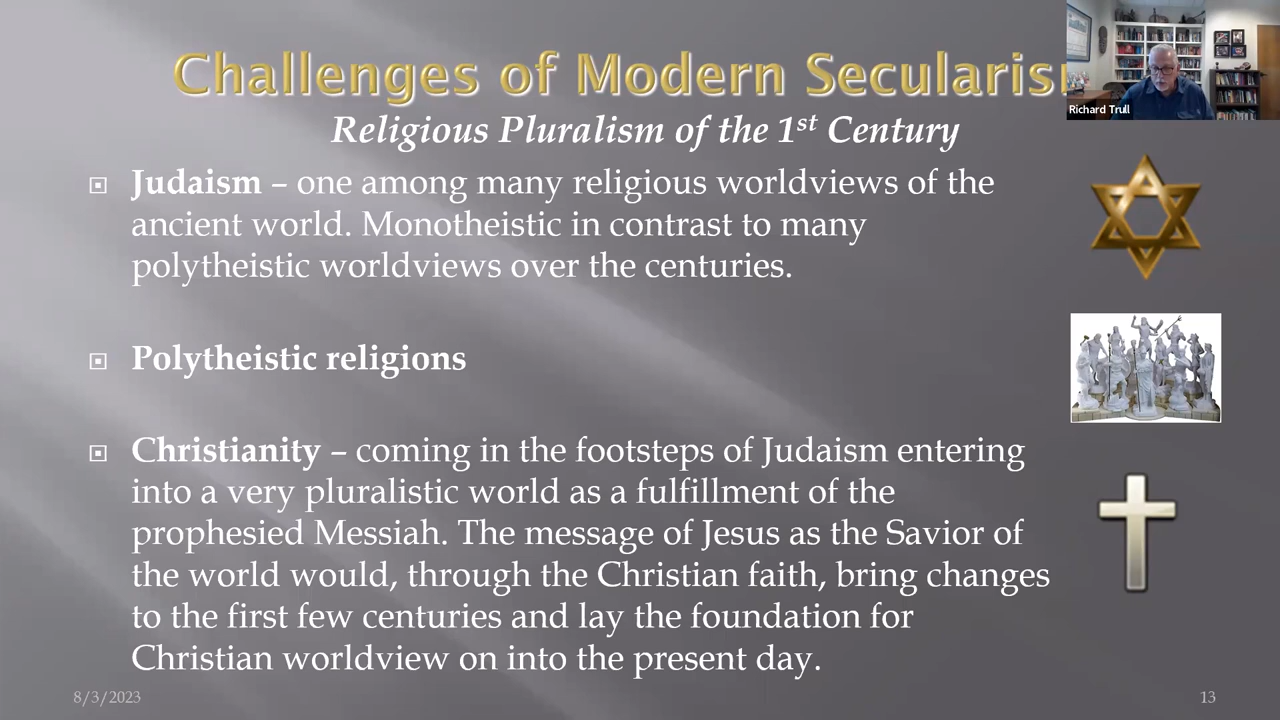 Challenges of Modern Secularis
Richard Trull
Religious Pluralism of the 1st Century
Judaism – one among many religious worldviews of the
ancient world. Monotheistic in contrast to many
polytheistic worldviews over the centuries.
Polytheistic religions
Christianity – coming in the footsteps of Judaism entering
into a very pluralistic world as a fulfillment of the
prophesied Messiah. The message of Jesus as the Savior of
the world would, through the Christian faith, bring changes
to the first few centuries and lay the foundation for
Christian worldview on into the present day.
8/3/2023
13